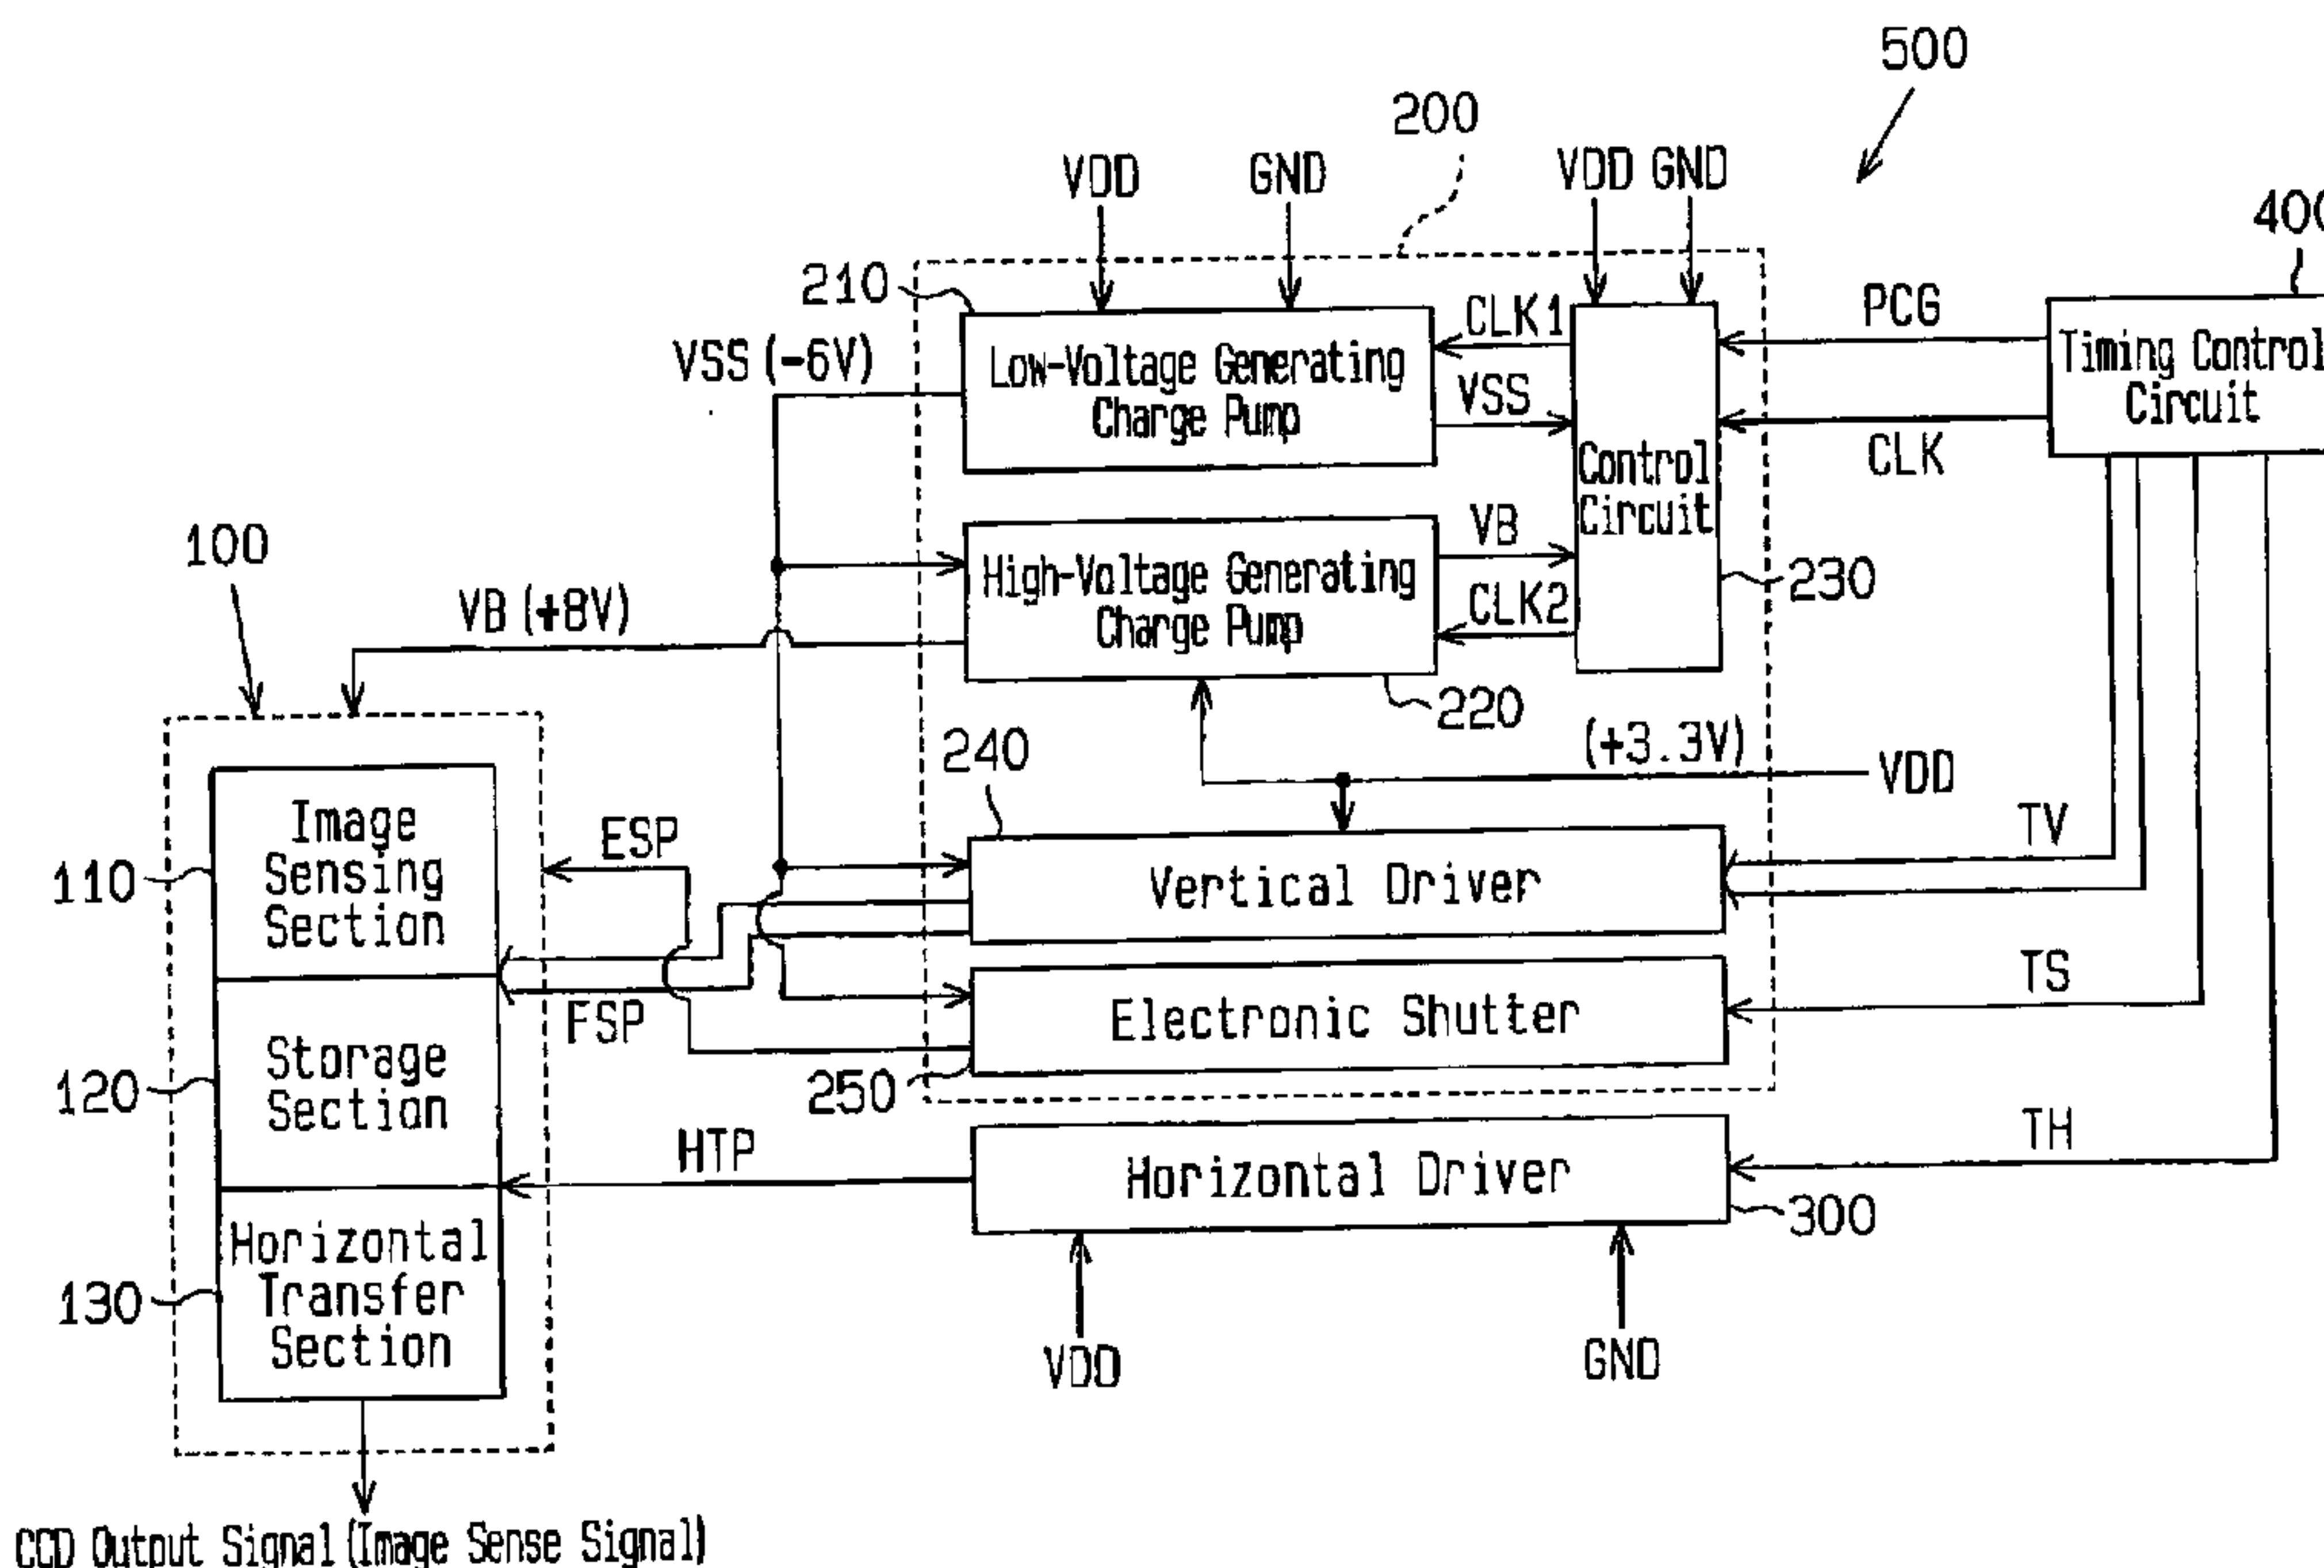 500
200
VDD
GND
VDD GND
400
210
CLK1
PCG
VSS (-6V)
Low-Voltage Generating
Charge Pump
VSS
Timing Control
Circuit
CLK
Control
Circuit
100
VB
High-Voltage Generating
Charge Pump
230
VB (+8V)
CLK2
220
240
(+3.3V)
VDD
Image
Sensing
Section
ESP
TV
110
Vertical Driver
FSP
TS
Electronic Shutter
Storage
Section
120
250
HTP
TH
Horizontal Driver
300
Horizontal
Transfer
Section
130
VDD
GND
CCD Output Signal (Image Sense Signal)